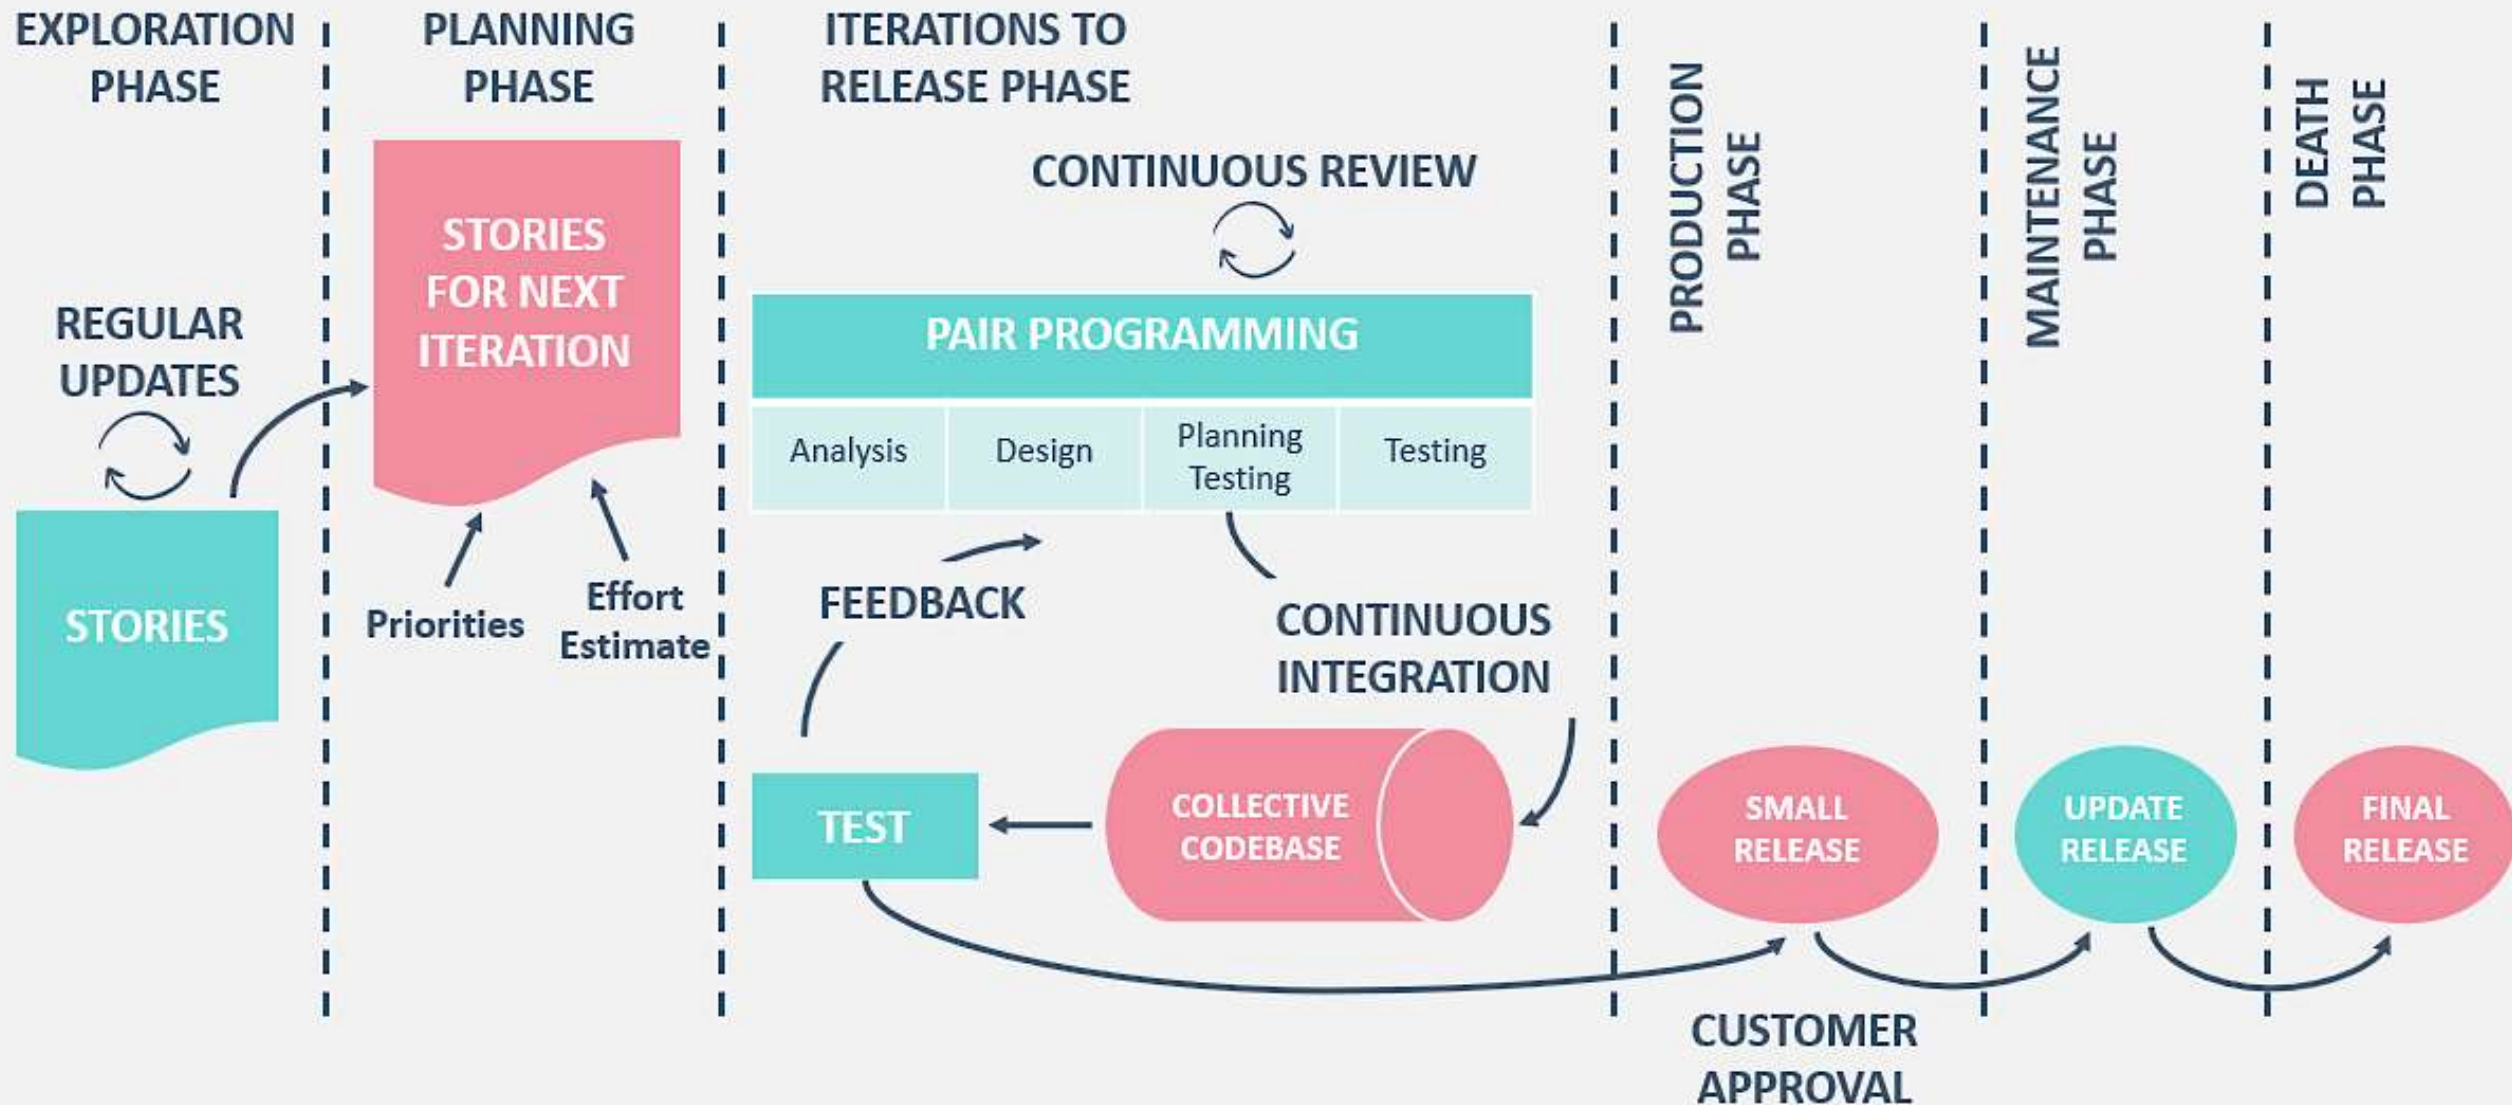 EXPLORATION
PHASE
PLANNING
PHASE
ITERATIONS TO
RELEASE PHASE
PRODUCTION
PHASE
MAINTENANCE
PHASE
DEATH
PHASE
REGULAR
UPDATES
STORIES
STORIES
FOR NEXT
ITERATION
Priorities
Effort
Estimate
CONTINUOUS REVIEW
PAIR PROGRAMMING
Analysis
Design
Planning
Testing
Testing
FEEDBACK
CONTINUOUS
INTEGRATION
TEST
COLLECTIVE
CODEBASE
SMALL
RELEASE
UPDATE
RELEASE
FINAL
RELEASE
CUSTOMER
APPROVAL